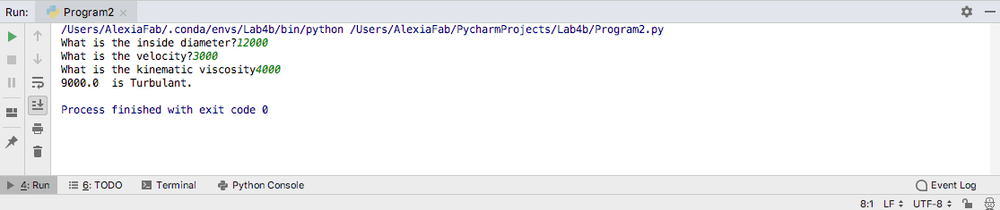 Run: Program2 ×
/Users/AlexiaFab/.conda/envs/Lab4b/bin/python /Users/AlexiaFab/PycharmProjects/Lab4b/Program2.py
What is the inside diameter?12000
What is the velocity?3000
What is the kinematic viscosity4000
9000.0  is Turbulant.
Process finished with exit code 0
4: Run 6: TODO Terminal Python Console Event Log
8:1 LF UTF-8